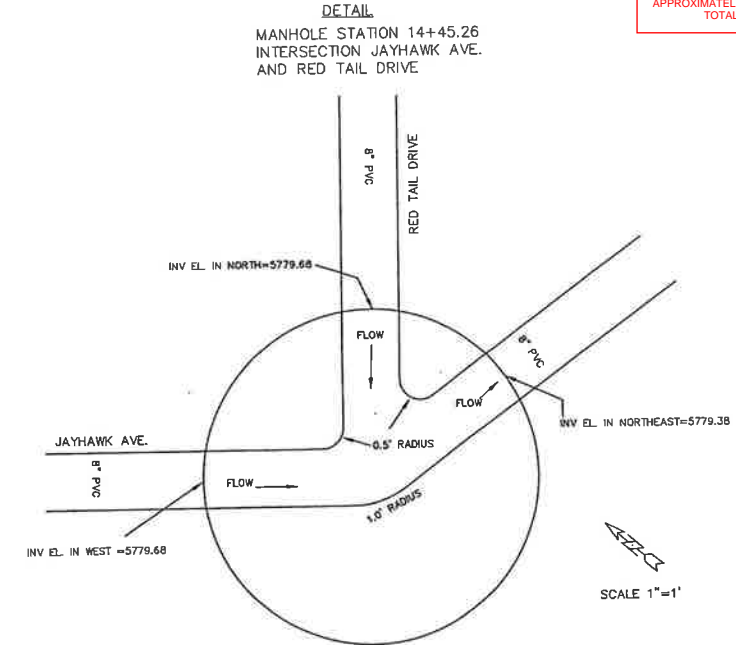 DETAIL
MANHOLE STATION 14+45.26
INTERSECTION JAYHAWK AVE.
AND RED TAIL DRIVE
APPROXIMATEL
TOTAL
8" PVC
RED TAIL DRIVE
INV EL. IN NORTH=5779.68
FLOW
8" PVC
FLOW
INV EL. IN NORTHEAST=5779.38
JAYHAWK AVE.
0.5' RADIUS
8" PVC
FLOW
1.0' RADIUS
INV EL. IN WEST =5779.68
SCALE 1"=1'